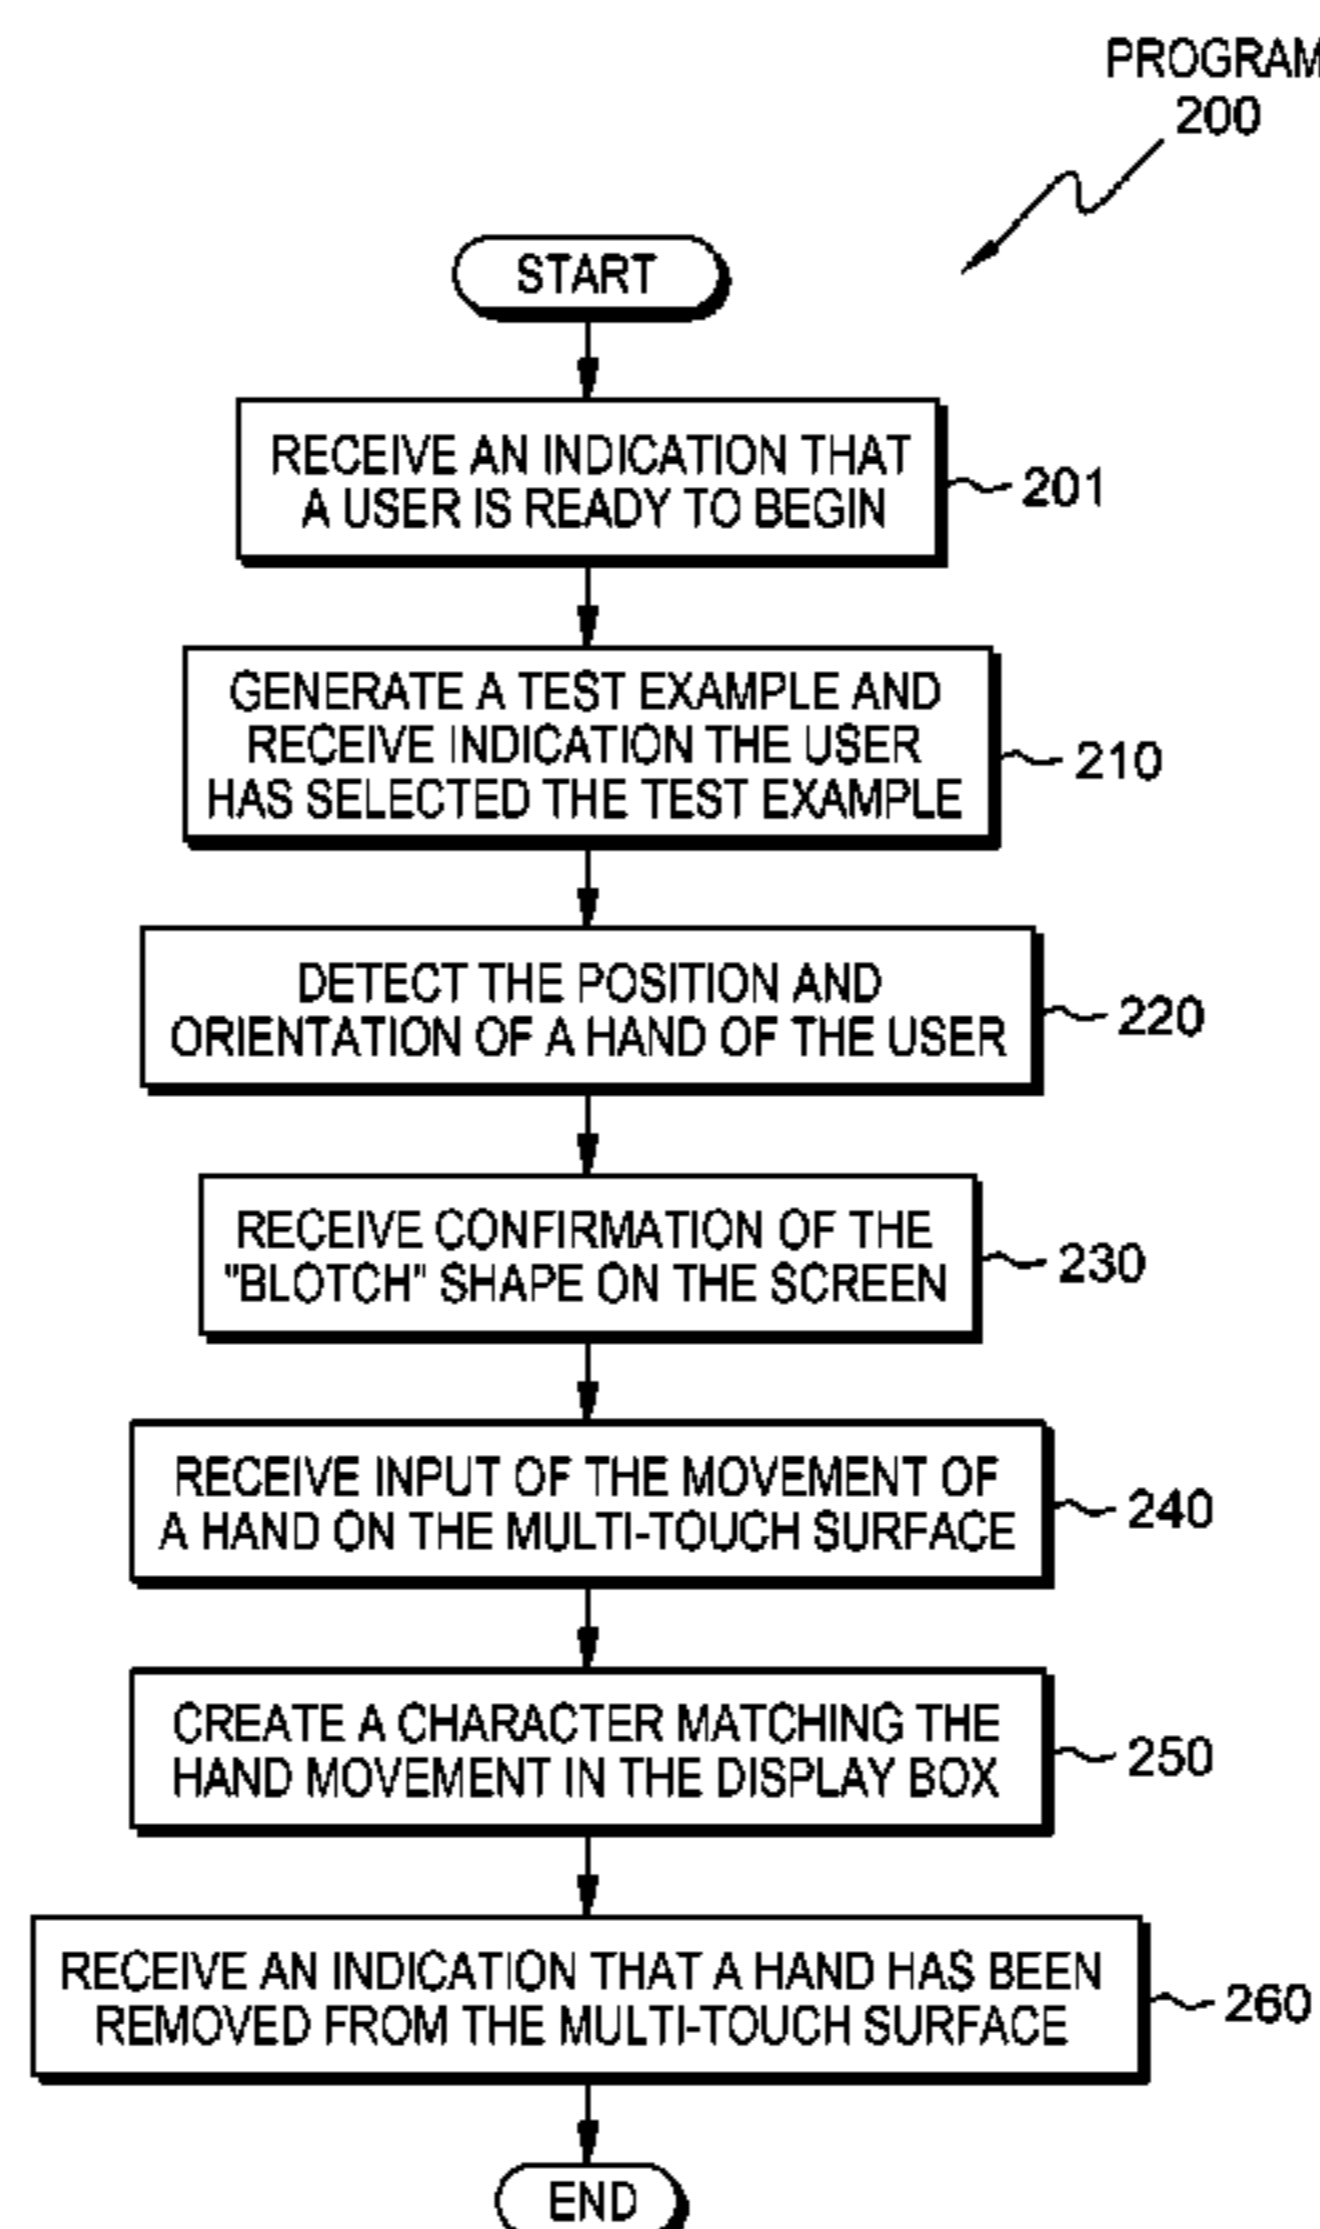 PROGRAM
200
START
RECEIVE AN INDICATION THAT
A USER IS READY TO BEGIN
201
GENERATE A TEST EXAMPLE AND
RECEIVE INDICATION THE USER
HAS SELECTED THE TEST EXAMPLE
210
DETECT THE POSITION AND
ORIENTATION OF A HAND OF THE USER
220
RECEIVE CONFIRMATION OF THE
"BLOTCH" SHAPE ON THE SCREEN
230
RECEIVE INPUT OF THE MOVEMENT OF
A HAND ON THE MULTI-TOUCH SURFACE
240
CREATE A CHARACTER MATCHING THE
HAND MOVEMENT IN THE DISPLAY BOX
250
RECEIVE AN INDICATION THAT A HAND HAS BEEN
REMOVED FROM THE MULTI-TOUCH SURFACE
260
END